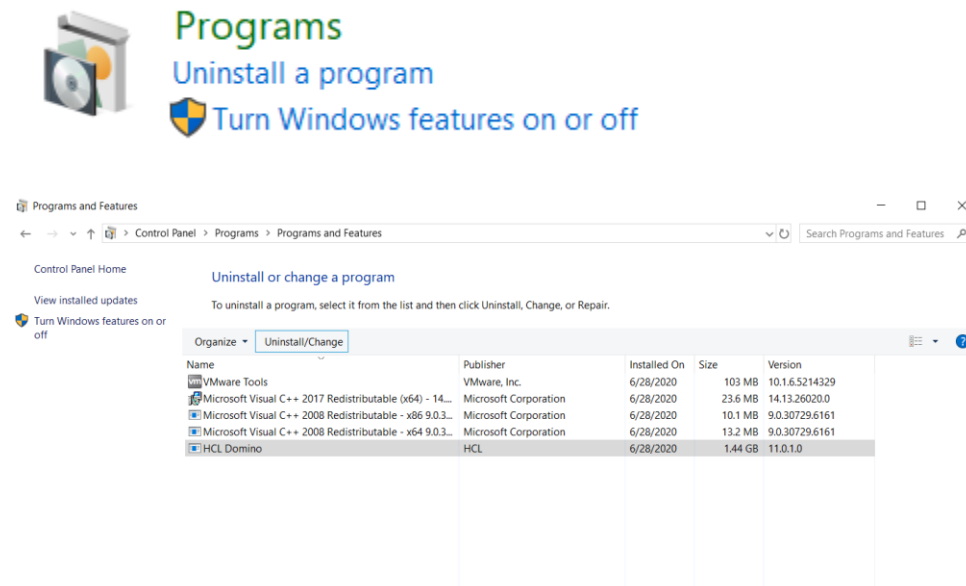 Programs
Uninstall a program
Turn Windows features on or off
Programs and Features
Control Panel > Programs > Programs and Features
Search Programs and Features
Control Panel Home
View installed updates
Turn Windows features on or
off
Uninstall or change a program
To uninstall a program, select it from the list and then click Uninstall, Change, or Repair.
Organize Uninstall/Change
Name Publisher Installed On Size Version
vm VMware Tools VMware, Inc. 6/28/2020 103 MB 10.1.6.5214329
Microsoft Visual C++ 2017 Redistributable (x64) - 14... Microsoft Corporation 6/28/2020 23.6 MB 14.13.26020.0
Microsoft Visual C++ 2008 Redistributable - x86 9.0.3... Microsoft Corporation 6/28/2020 10.1 MB 9.0.30729.6161
Microsoft Visual C++ 2008 Redistributable - x64 9.0.3... Microsoft Corporation 6/28/2020 13.2 MB 9.0.30729.6161
HCL Domino HCL 6/28/2020 1.44 GB 11.0.1.0